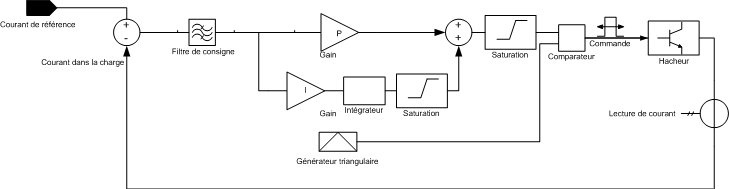 Courant de référence
+
-
Courant dans la charge
Filtre de consigne
P
Gain
I
Gain
Intégrateur
Saturation
+
+
Saturation
Comparateur
Commande
Hacheur
Lecture de courant
Générateur triangulaire